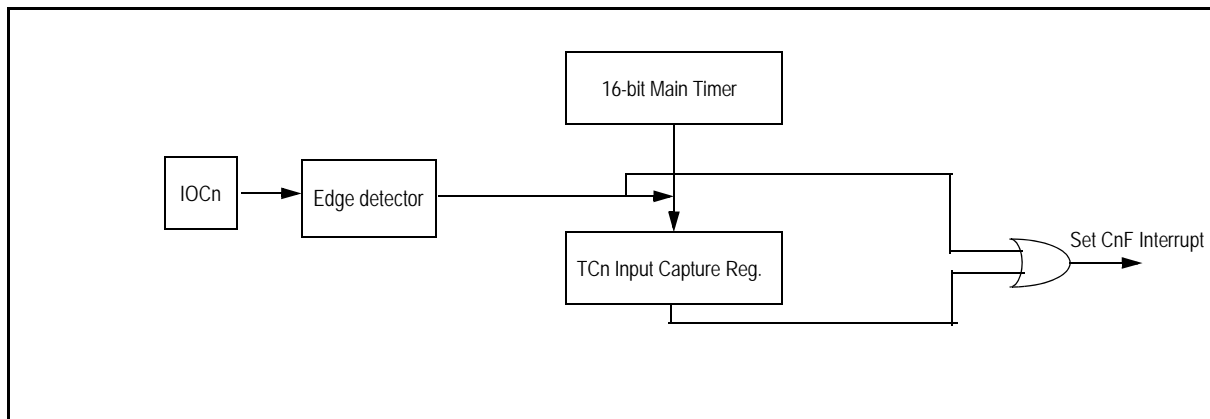 16-bit Main Timer
IOCn
Edge detector
TCn Input Capture Reg.
Set CnF Interrupt